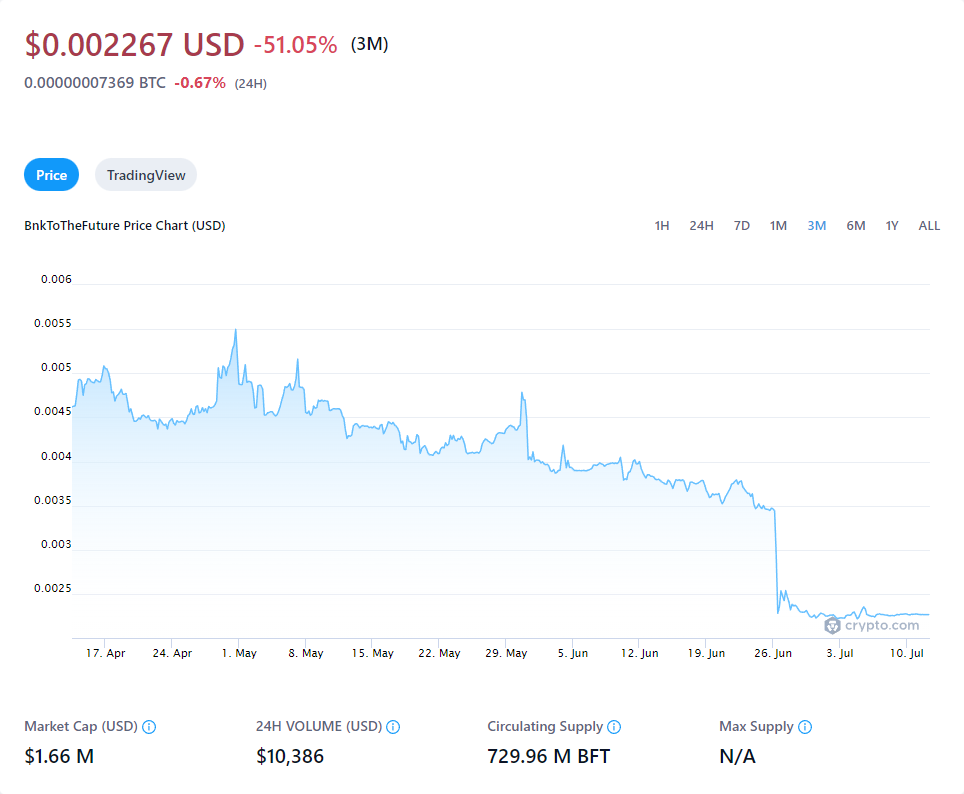 $0.002267 USD -51.05% (3M)
0.00000007369 BTC -0.67% (24H)
Price TradingView
BnkToTheFuture Price Chart (USD) 1H 24H 7D 1M 3M 6M 1Y ALL
0.006
0.0055
0.005
0.0045
0.004
0.0035
0.003
0.0025
crypto.com
17. Apr 24. Apr 1. May 8. May 15. May 22. May 29. May 5. Jun 12. Jun 19. Jun 26. Jun 3. Jul 10. Jul
Market Cap (USD) 24H VOLUME (USD) Circulating Supply Max Supply
$1.66 M $10,386 729.96 M BFT N/A